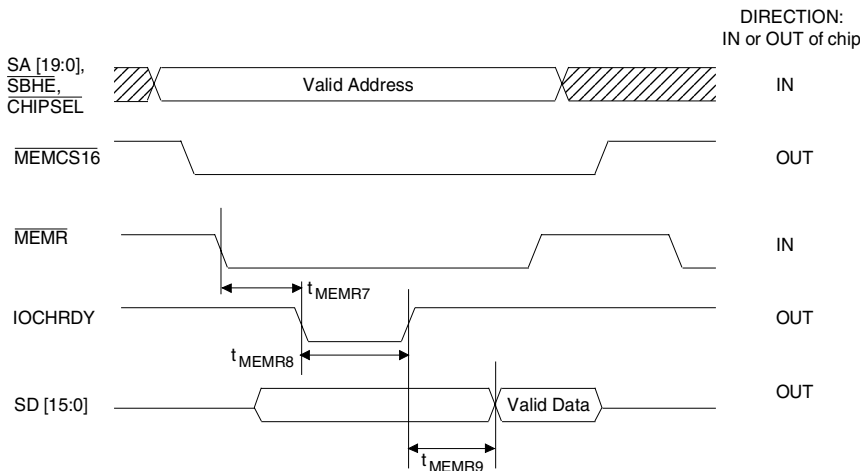 DIRECTION:
IN or OUT of chip
SA [19:0],
SBHE,
CHIPSEL
Valid Address
IN
MEMCS16
OUT
MEMR
IN
tMEMR7
IOCHRDY
OUT
tMEMR8
SD [15:0]
Valid Data
OUT
tMEMR9